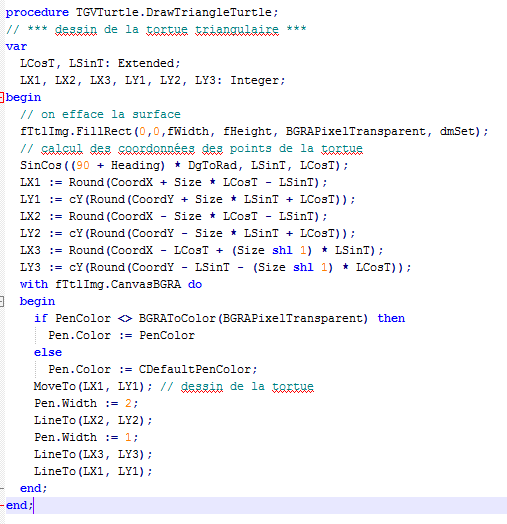 procedure TGVTurtle.DrawTriangleTurtle;
// *** dessin de la tortue triangulaire ***
var
  LCosT, LSinT: Extended;
  LX1, LX2, LX3, LY1, LY2, LY3: Integer;
begin
  // on efface la surface
  fTtlImg.FillRect(0,0,fWidth, fHeight, BGRAPixelTransparent, dmSet);
  // calcul des coordonnées des points de la tortue
  SinCos((90 + Heading) * DgToRad, LSinT, LCosT);
  LX1 := Round(CoordX + Size * LCosT - LSinT);
  LY1 := cY(Round(CoordY + Size * LSinT + LCosT));
  LX2 := Round(CoordX - Size * LCosT - LSinT);
  LY2 := cY(Round(CoordY - Size * LSinT + LCosT));
  LX3 := Round(CoordX - LCosT + (Size shl 1) * LSinT);
  LY3 := cY(Round(CoordY - LSinT - (Size shl 1) * LCosT));
  with fTtlImg.CanvasBGRA do
  begin
    if PenColor <> BGRAToColor(BGRAPixelTransparent) then
      Pen.Color := PenColor
    else
      Pen.Color := CDefaultPenColor;
    MoveTo(LX1, LY1); // dessin de la tortue
    Pen.Width := 2;
    LineTo(LX2, LY2);
    Pen.Width := 1;
    LineTo(LX3, LY3);
    LineTo(LX1, LY1);
  end;
end;